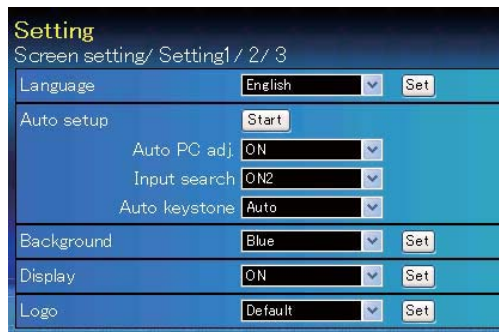 Setting
Screen setting/ Setting1/ 2/ 3
Language English Set
Auto setup Start
Auto PC adj. ON
Input search ON2
Auto keystone Auto
Background Blue Set
Display ON Set
Logo Default Set